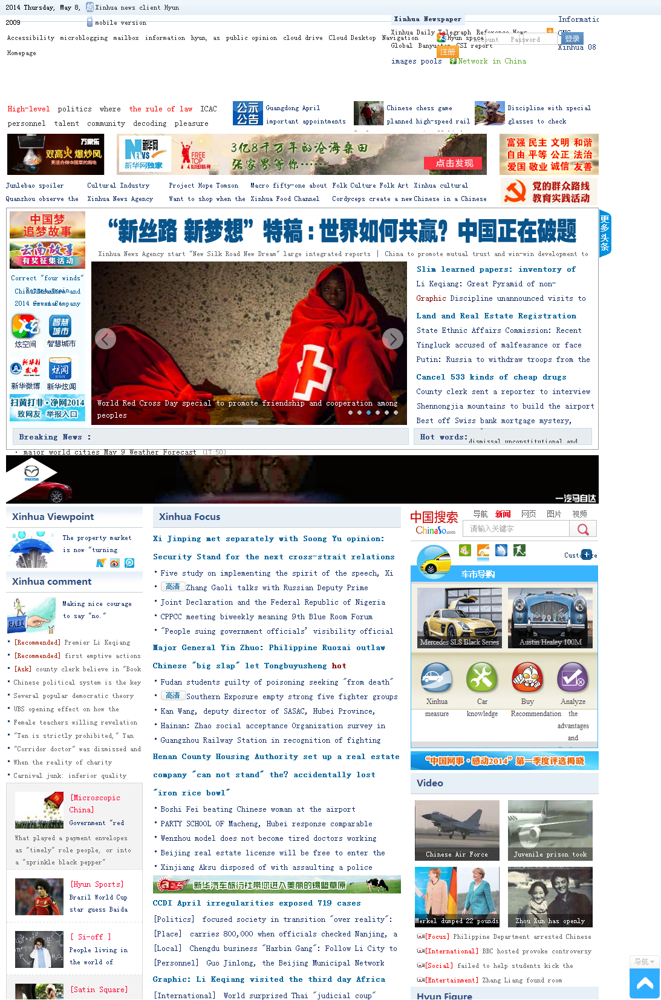 2014 Thursday, May 8,
Xinhua news client Hyun
2009
mobile version
Xinhua Newspaper
Xinhua Daily Telegraph Reference News
Hyun space
Account
Password
登录
Xinhua 08
Global
CSI report
注册
images pools
Network in China
Accessibility microblogging mailbox information hyun, as public opinion cloud drive Cloud Desktop Navigation
Homepage
High-level politics where the rule of law ICAC
personnel talent community decoding pleasure
公示
公告
Guangdong April
important appointments
Chinese chess game
planned high-speed rail
Discipline with special
glasses to check
万家乐
双高火 爆炒风
更适合做中国菜的厨电
新华网
NEWS
新华网独家
FREE
TOP
3亿8千万年的沧海桑田
张家界等你……
点击发现
富强 民主 文明 和谐
自由 平等 公正 法治
爱国 敬业 诚信 友善
Junlebao spoiler
Cultural Industry
Project Hope Tomson
Macro fifty-one about
Folk Culture Folk Art
Xinhua cultural
Quanzhou observe the
Xinhua News Agency
Want to shop when the
Xinhua Food Channel
Cordyceps create a new
Chinese in a Chinese
党的群众路线
教育实践活动
中国梦
追梦故事
云南故事
有奖征集活动
Correct "four winds"
2014
炫空间
智慧
城市
智慧城市
新华微博
炫闻
新华炫闻
扫黄打非·净网2014
致网友 举报入口
“新丝路 新梦想”特稿：世界如何共赢？中国正在破题
Xinhua News Agency start "New Silk Road New Dream" large integrated reports | China to promote mutual trust and win-win development to
更多头条
World Red Cross Day special to promote friendship and cooperation among
peoples
Slim learned papers: inventory of
Li Keqiang: Great Pyramid of non-
Graphic Discipline unannounced visits to
Land and Real Estate Registration
State Ethnic Affairs Commission: Recent
Yingluck accused of malfeasance or face
Putin: Russia to withdraw troops from the
Cancel 533 kinds of cheap drugs
County clerk sent a reporter to interview
Shennongjia mountains to build the airport
Best off Swiss bank mortgage mystery,
Breaking News :
Hot words:
dismissal unconstitutional and
· major world cities May 9 Weather Forecast (17:50)
mazda
一汽马自达
Xinhua Viewpoint
The property market
is now "turning
Xinhua comment
Making nice courage
to say "no."
好人主义
[Recommended] Premier Li Keqiang
[Recommended] first emptive actions
[Ask] county clerk believe in "Book
Chinese political system is the key
Several popular democratic theory
UBS opening effect on how the
Female teachers willing revelation
"Ten is strictly prohibited," Yan
"Corridor doctor" was dismissed and
When the reality of charity
Carnival junk: inferior quality
[Microscopic
China]
Government "red
What played a payment envelopes
as "timely" role people, or into
a "sprinkle black pepper"
[Hyun Sports]
Brazil World Cup
star guess Baida
[ Si-off ]
People living in
the world of
[Satin Square]
Xinhua Focus
Xi Jinping met separately with Soong Yu opinion:
Security Stand for the next cross-strait relations
Five study on implementing the spirit of the speech, Xi
高清 Zhang Gaoli talks with Russian Deputy Prime
Joint Declaration and the Federal Republic of Nigeria
CPPCC meeting biweekly meaning 9th Blue Room Forum
"People suing government officials' visibility official
Major General Yin Zhuo: Philippine Ruozai outlaw
Chinese "big slap" let Tongbuyusheng hot
Fudan students guilty of poisoning seeking "from death"
高清 Southern Exposure empty strong five fighter groups
Kan Wang, deputy director of SASAC, Hubei Province,
Hainan: Zhao social acceptance Organization survey in
Guangzhou Railway Station in recognition of fighting
Henan County Housing Authority set up a real estate
company "can not stand" the? accidentally lost
"iron rice bowl"
Boshi Fei beating Chinese woman at the airport
PARTY SCHOOL OF Macheng, Hubei response comparable
Wenzhou model does not become tired doctors working
Beijing real estate license will be free to enter the
Xinjiang Aksu disposed of with assaulting a police
新华汽车旅行社带您进入美丽的锡盟草原
CCDI April irregularities exposed 719 cases
[Politics] focused society in transition "over reality":
[Place] carries 800,000 when officials checked Nanjing, a
[Local] Chengdu business "Harbin Gang": Follow Li City to
[Personnel] Guo Jinlong, the Beijing Municipal Network
Graphic: Li Keqiang visited the third day Africa
[International] World surprised Thai "judicial coup"
中国搜索
ChinaSo.com
导航 新闻 网页 图片 视频
请输入关键字
Customize
车市导购
Mercedes SLS Black Series
Austin Healey 100M
Xinhua
measure
Car
knowledge
Buy
Recommendation
Analyze
the
advantages
and
“中国网事·感动2014”第一季度评选揭晓
Video
Chinese Air Force
Juvenile prison took
Merkel dumped 22 pounds
Zhou Xun has openly
[Focus] Philippine Department arrested Chinese
[International] BBC hosted provoke controversy
[Social] failed to help students kick the
[Entertainment] Zhang Liang found room
Hyun Figure
导航